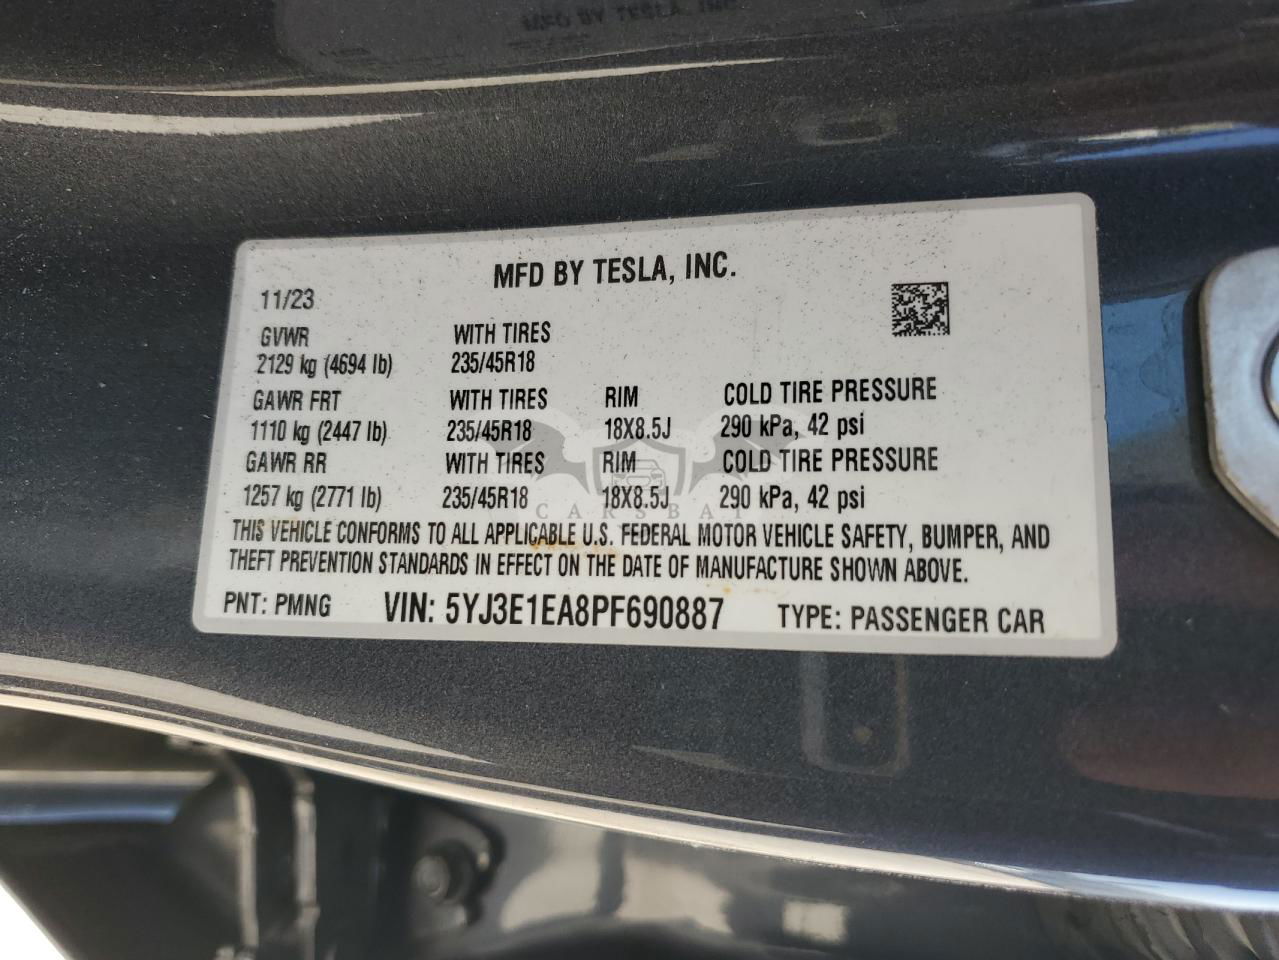 MFD BY TESLA, INC.
11/23
GVWR WITH TIRES
2129 kg (4694 lb) 235/45R18
GAWR FRT WITH TIRES RIM COLD TIRE PRESSURE
1110 kg (2447 lb) 235/45R18 18X8.5J 290 kPa, 42 psi
GAWR RR WITH TIRES RIM COLD TIRE PRESSURE
1257 kg (2771 lb) 235/45R18 18X8.5J 290 kPa, 42 psi
CARSBAT
THIS VEHICLE CONFORMS TO ALL APPLICABLE U.S. FEDERAL MOTOR VEHICLE SAFETY, BUMPER, AND
THEFT PREVENTION STANDARDS IN EFFECT ON THE DATE OF MANUFACTURE SHOWN ABOVE.
PNT: PMNG VIN: 5YJ3E1EA8PF690887 TYPE: PASSENGER CAR